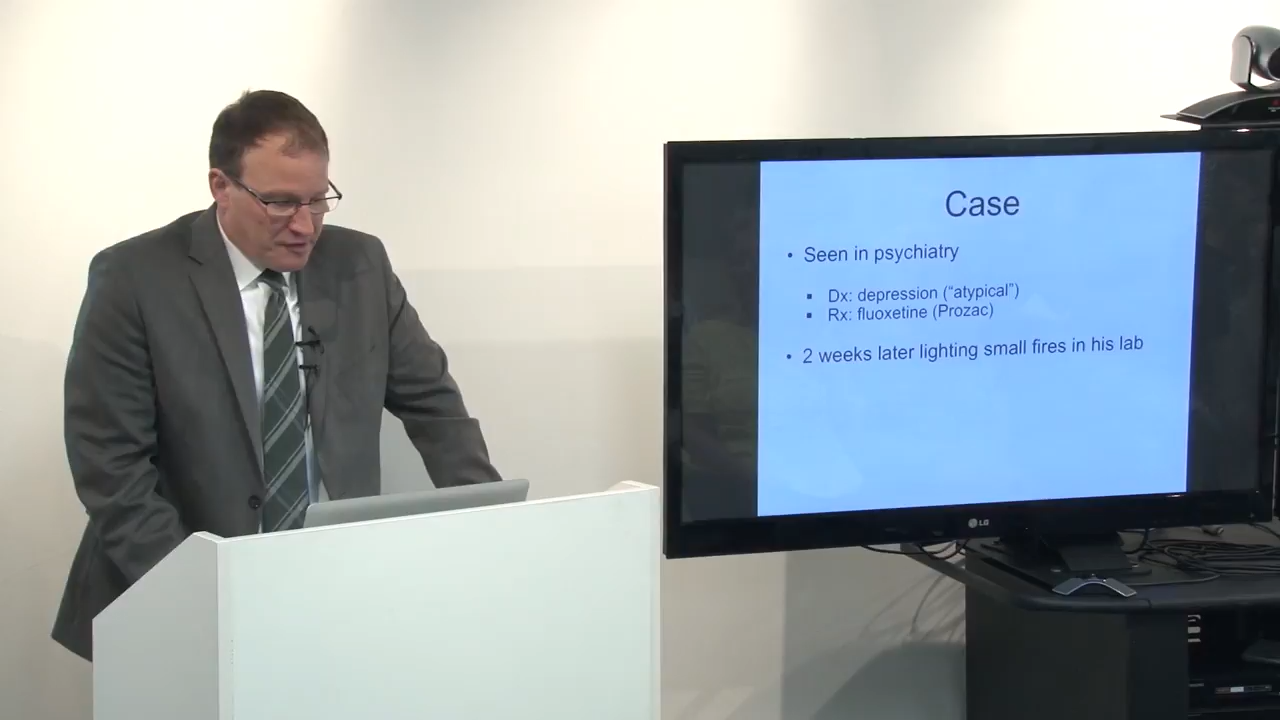 Case
• Seen in psychiatry
▪ Dx: depression (“atypical”)
▪ Rx: fluoxetine (Prozac)
• 2 weeks later lighting small fires in his lab
LG